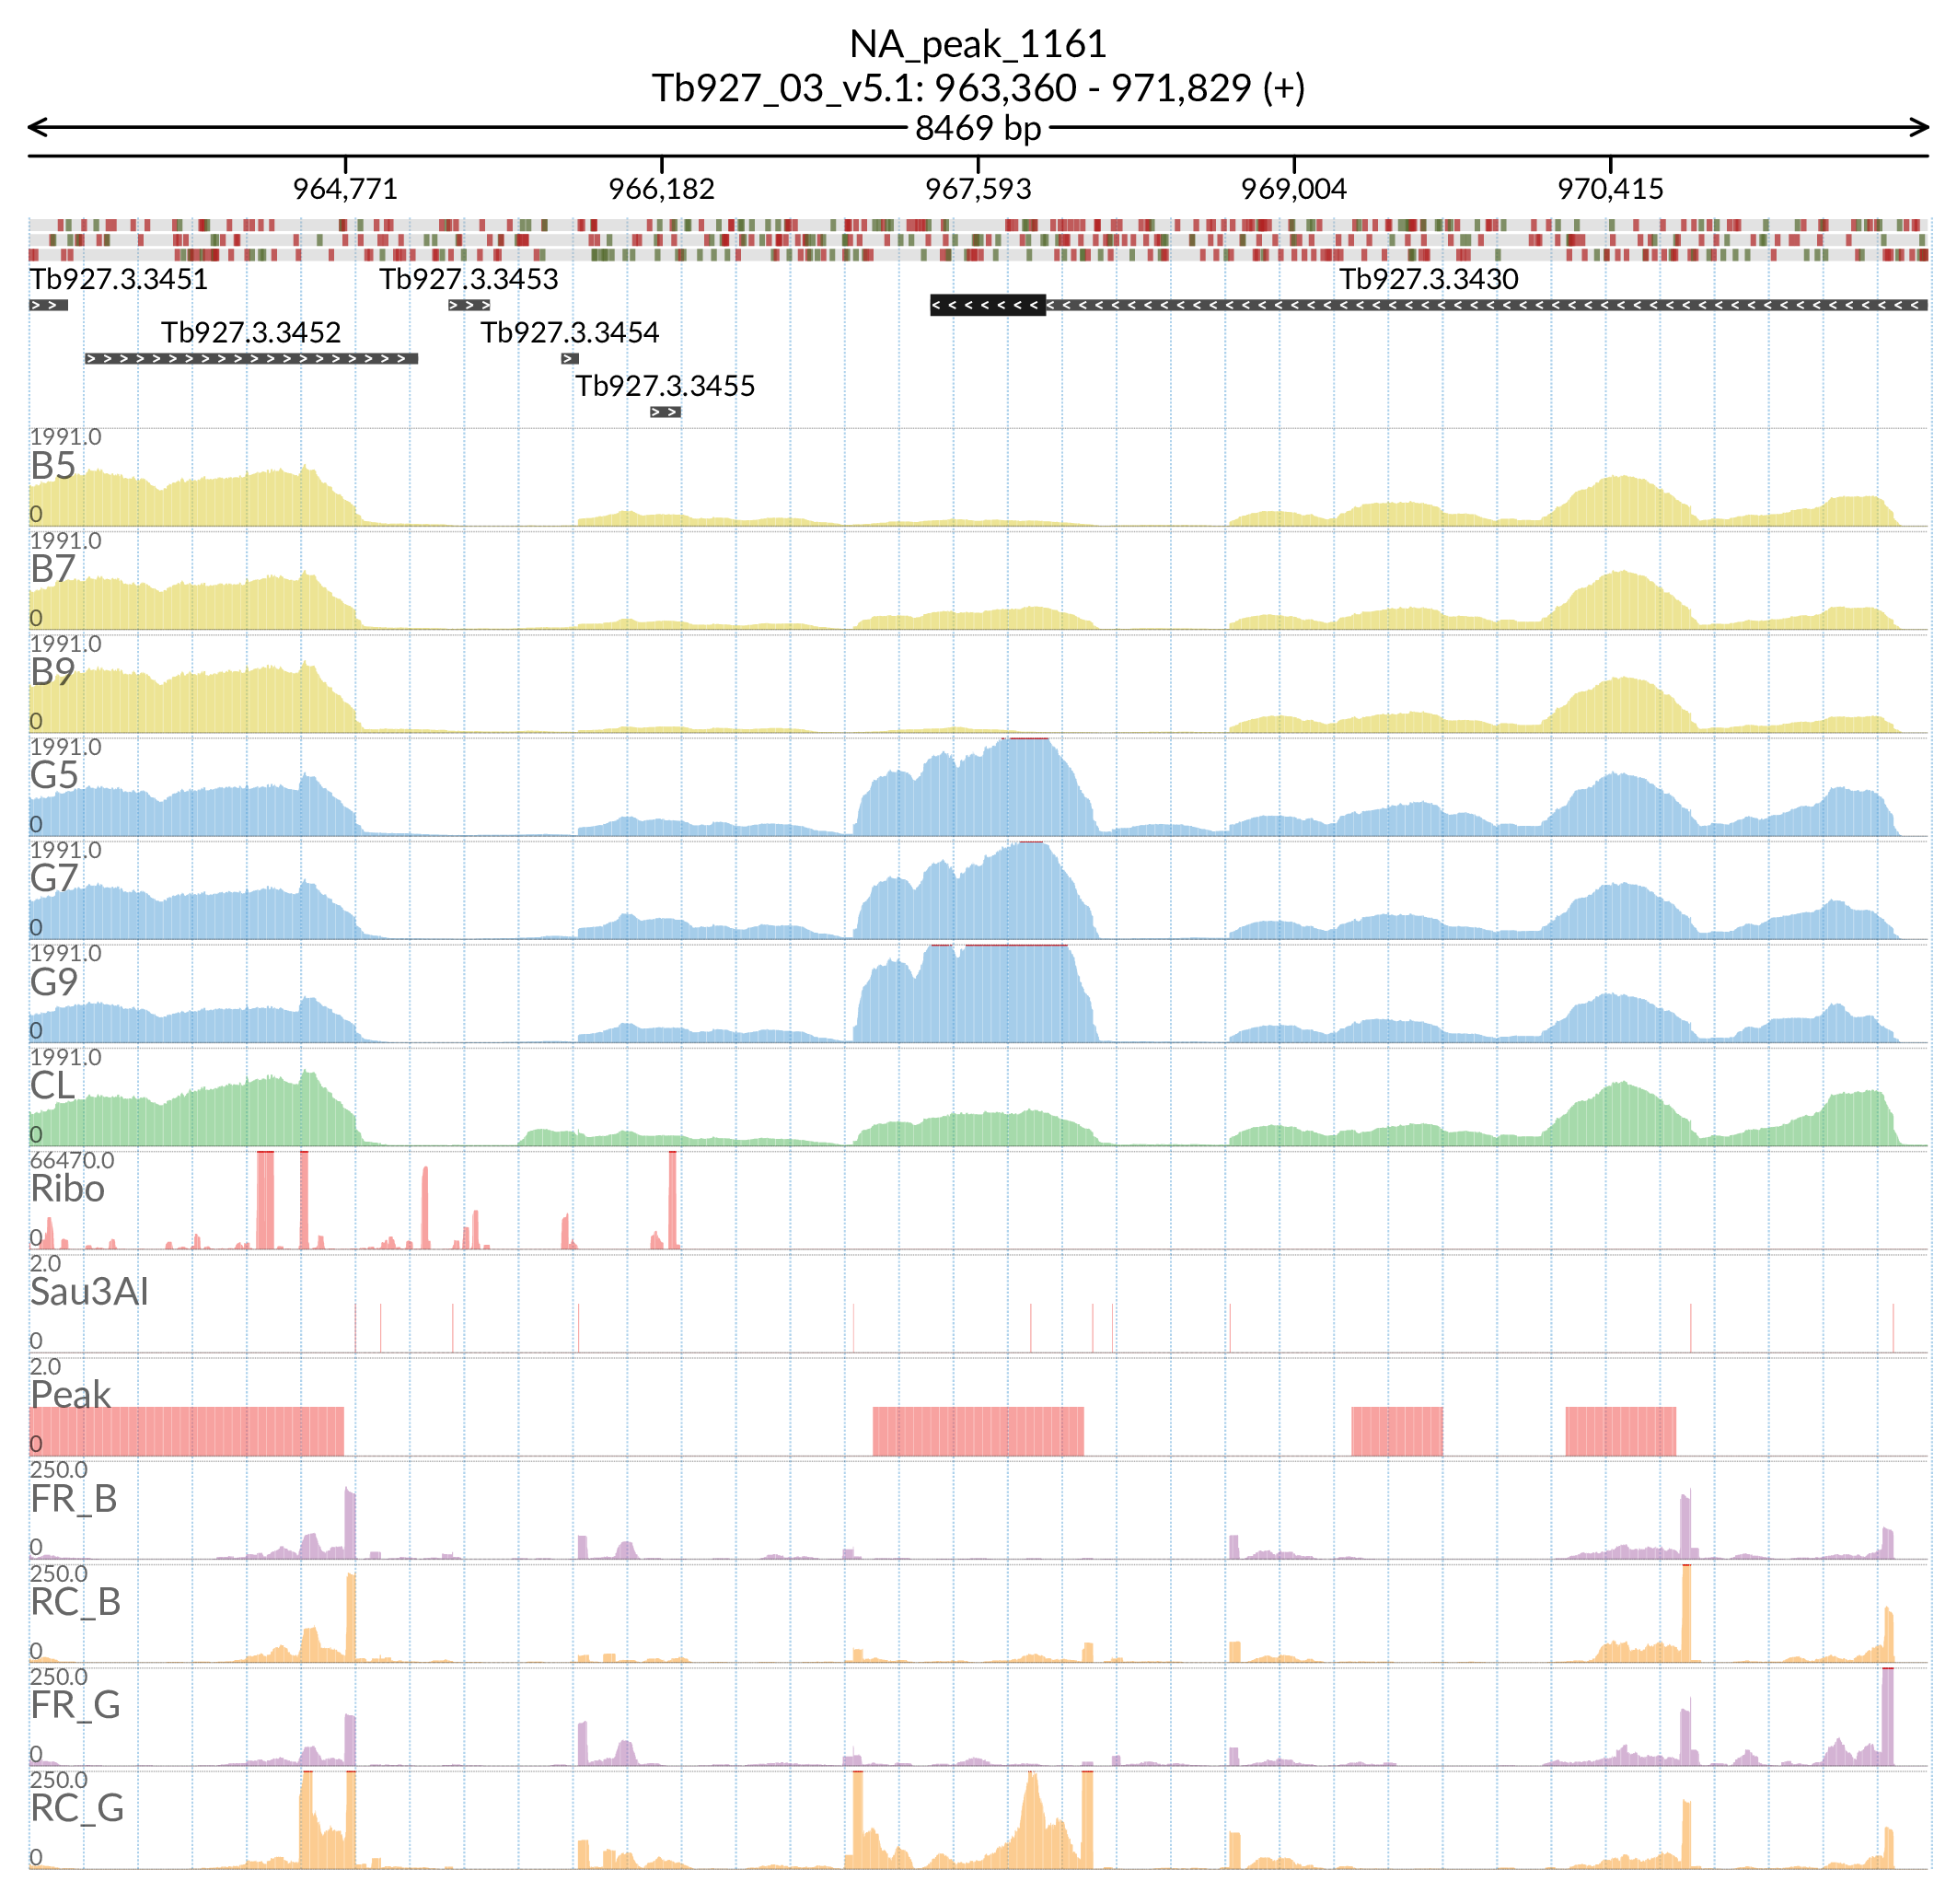 NA_peak_1161
Tb927_03_v5.1: 963,360 - 971,829 (+)
8469 bp
964,771 966,182 967,593 969,004 970,415
Tb927.3.3451 Tb927.3.3453 Tb927.3.3430
Tb927.3.3452 Tb927.3.3454
Tb927.3.3455
1991.0
B5
0
1991.0
B7
0
1991.0
B9
0
1991.0
G5
0
1991.0
G7
0
1991.0
G9
0
1991.0
CL
0
66470.0
Ribo
0
2.0
Sau3AI
0
2.0
Peak
0
250.0
FR_B
0
250.0
RC_B
0
250.0
FR_G
0
250.0
RC_G
0